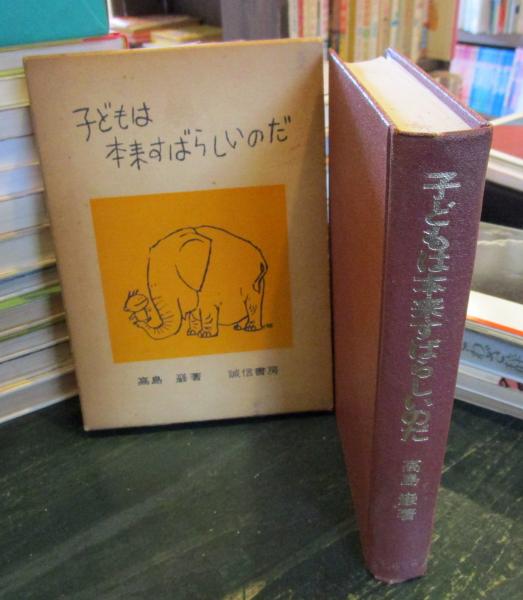 子どもは
本来すばらしいのだ
高島 巌著 誠信書房
子どもは本来すばらしいのだ
高島 巌著